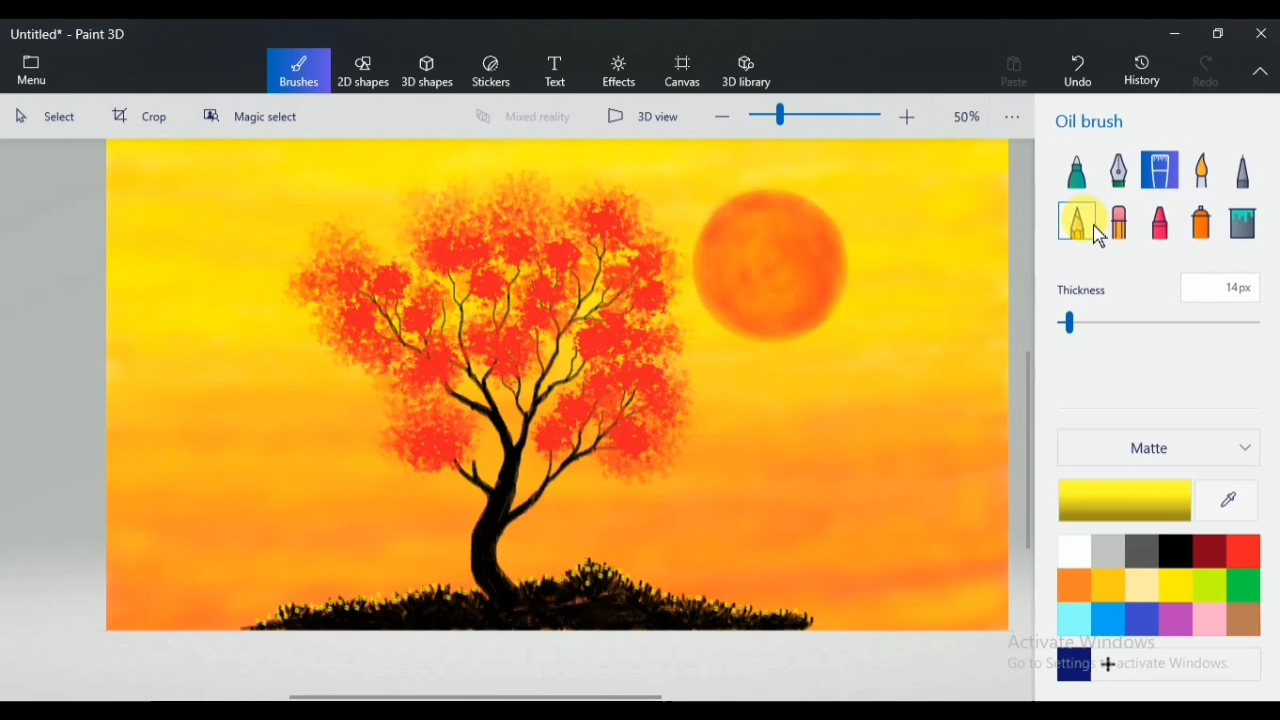 Untitled* - Paint 3D
Menu
Brushes 2D shapes 3D shapes Stickers Text Effects Canvas 3D library Paste Undo History Redo
Select Crop Magic select Mixed reality 3D view 50% ...
Oil brush
Thickness 14px
Matte
Activate Windows
Go to Settings to activate Windows.